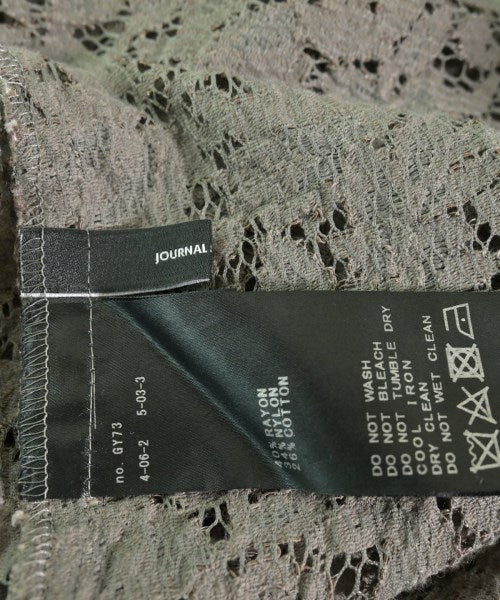 JOURNAL
no. GY73
4-06-2 5-03-3
40% RAYON
34% NYLON
26% COTTON
DO NOT WASH
DO NOT BLEACH
DO NOT TUMBLE DRY
COOL IRON
DRY CLEAN
DO NOT WET CLEAN